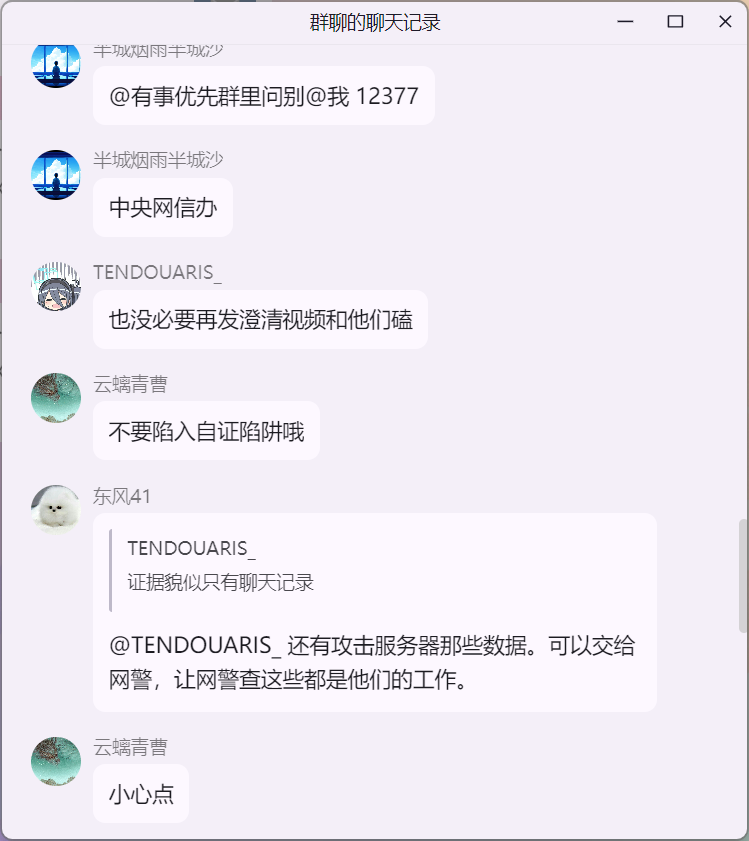 群聊的聊天记录
半城烟雨半城沙
@有事优先群里问别@我 12377
半城烟雨半城沙
中央网信办
TENDOUARIS_
也没必要再发澄清视频和他们磕
云螭青曹
不要陷入自证陷阱哦
东风41
TENDOUARIS_
证据貌似只有聊天记录
@TENDOUARIS_ 还有攻击服务器那些数据。可以交给
网警，让网警查这些都是他们的工作。
云螭青曹
小心点